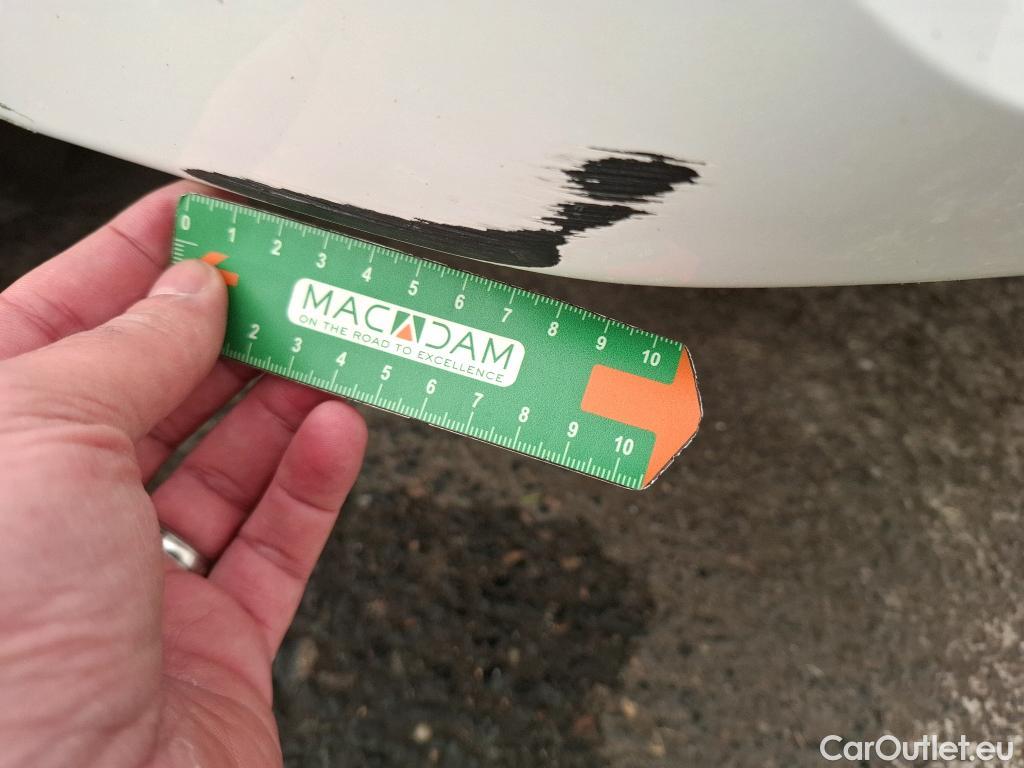 0 1 2 3 4 5 6 7 8 9 10
MACADAM
ON THE ROAD TO EXCELLENCE
2 3 4 5 6 7 8 9 10
CarOutlet.eu